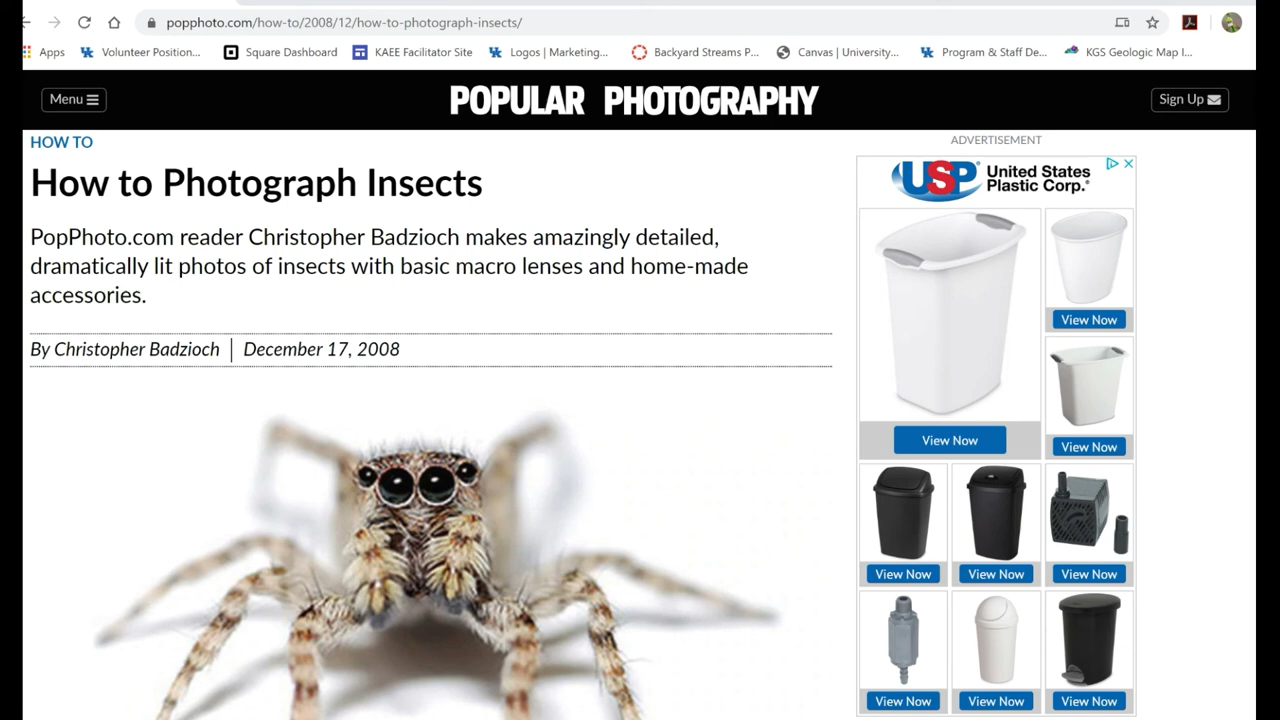 popphoto.com/how-to/2008/12/how-to-photograph-insects/
Apps Volunteer Position... Square Dashboard KAEE Facilitator Site Logos | Marketing... Backyard Streams P... Canvas | University... Program & Staff De... KGS Geologic Map I...
Menu
POPULAR PHOTOGRAPHY
Sign Up
HOW TO
How to Photograph Insects
PopPhoto.com reader Christopher Badzioch makes amazingly detailed,
dramatically lit photos of insects with basic macro lenses and home-made
accessories.
By Christopher Badzioch | December 17, 2008
ADVERTISEMENT
USP United States
Plastic Corp.®
View Now
View Now
View Now
View Now
View Now
View Now
View Now
View Now
View Now